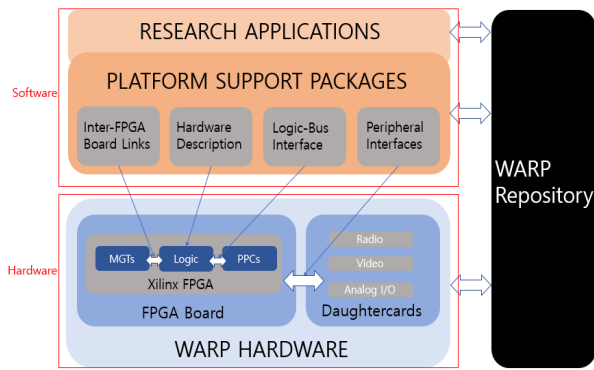 RESEARCH APPLICATIONS
PLATFORM SUPPORT PACKAGES
Software
Inter-FPGA
Board Links
Hardware
Description
Logic-Bus
Interface
Peripheral
Interfaces
WARP
Repository
Hardware
MGTs
Logic
PPCs
Xilinx FPGA
FPGA Board
Radio
Video
Analog I/O
Daughtercards
WARP HARDWARE